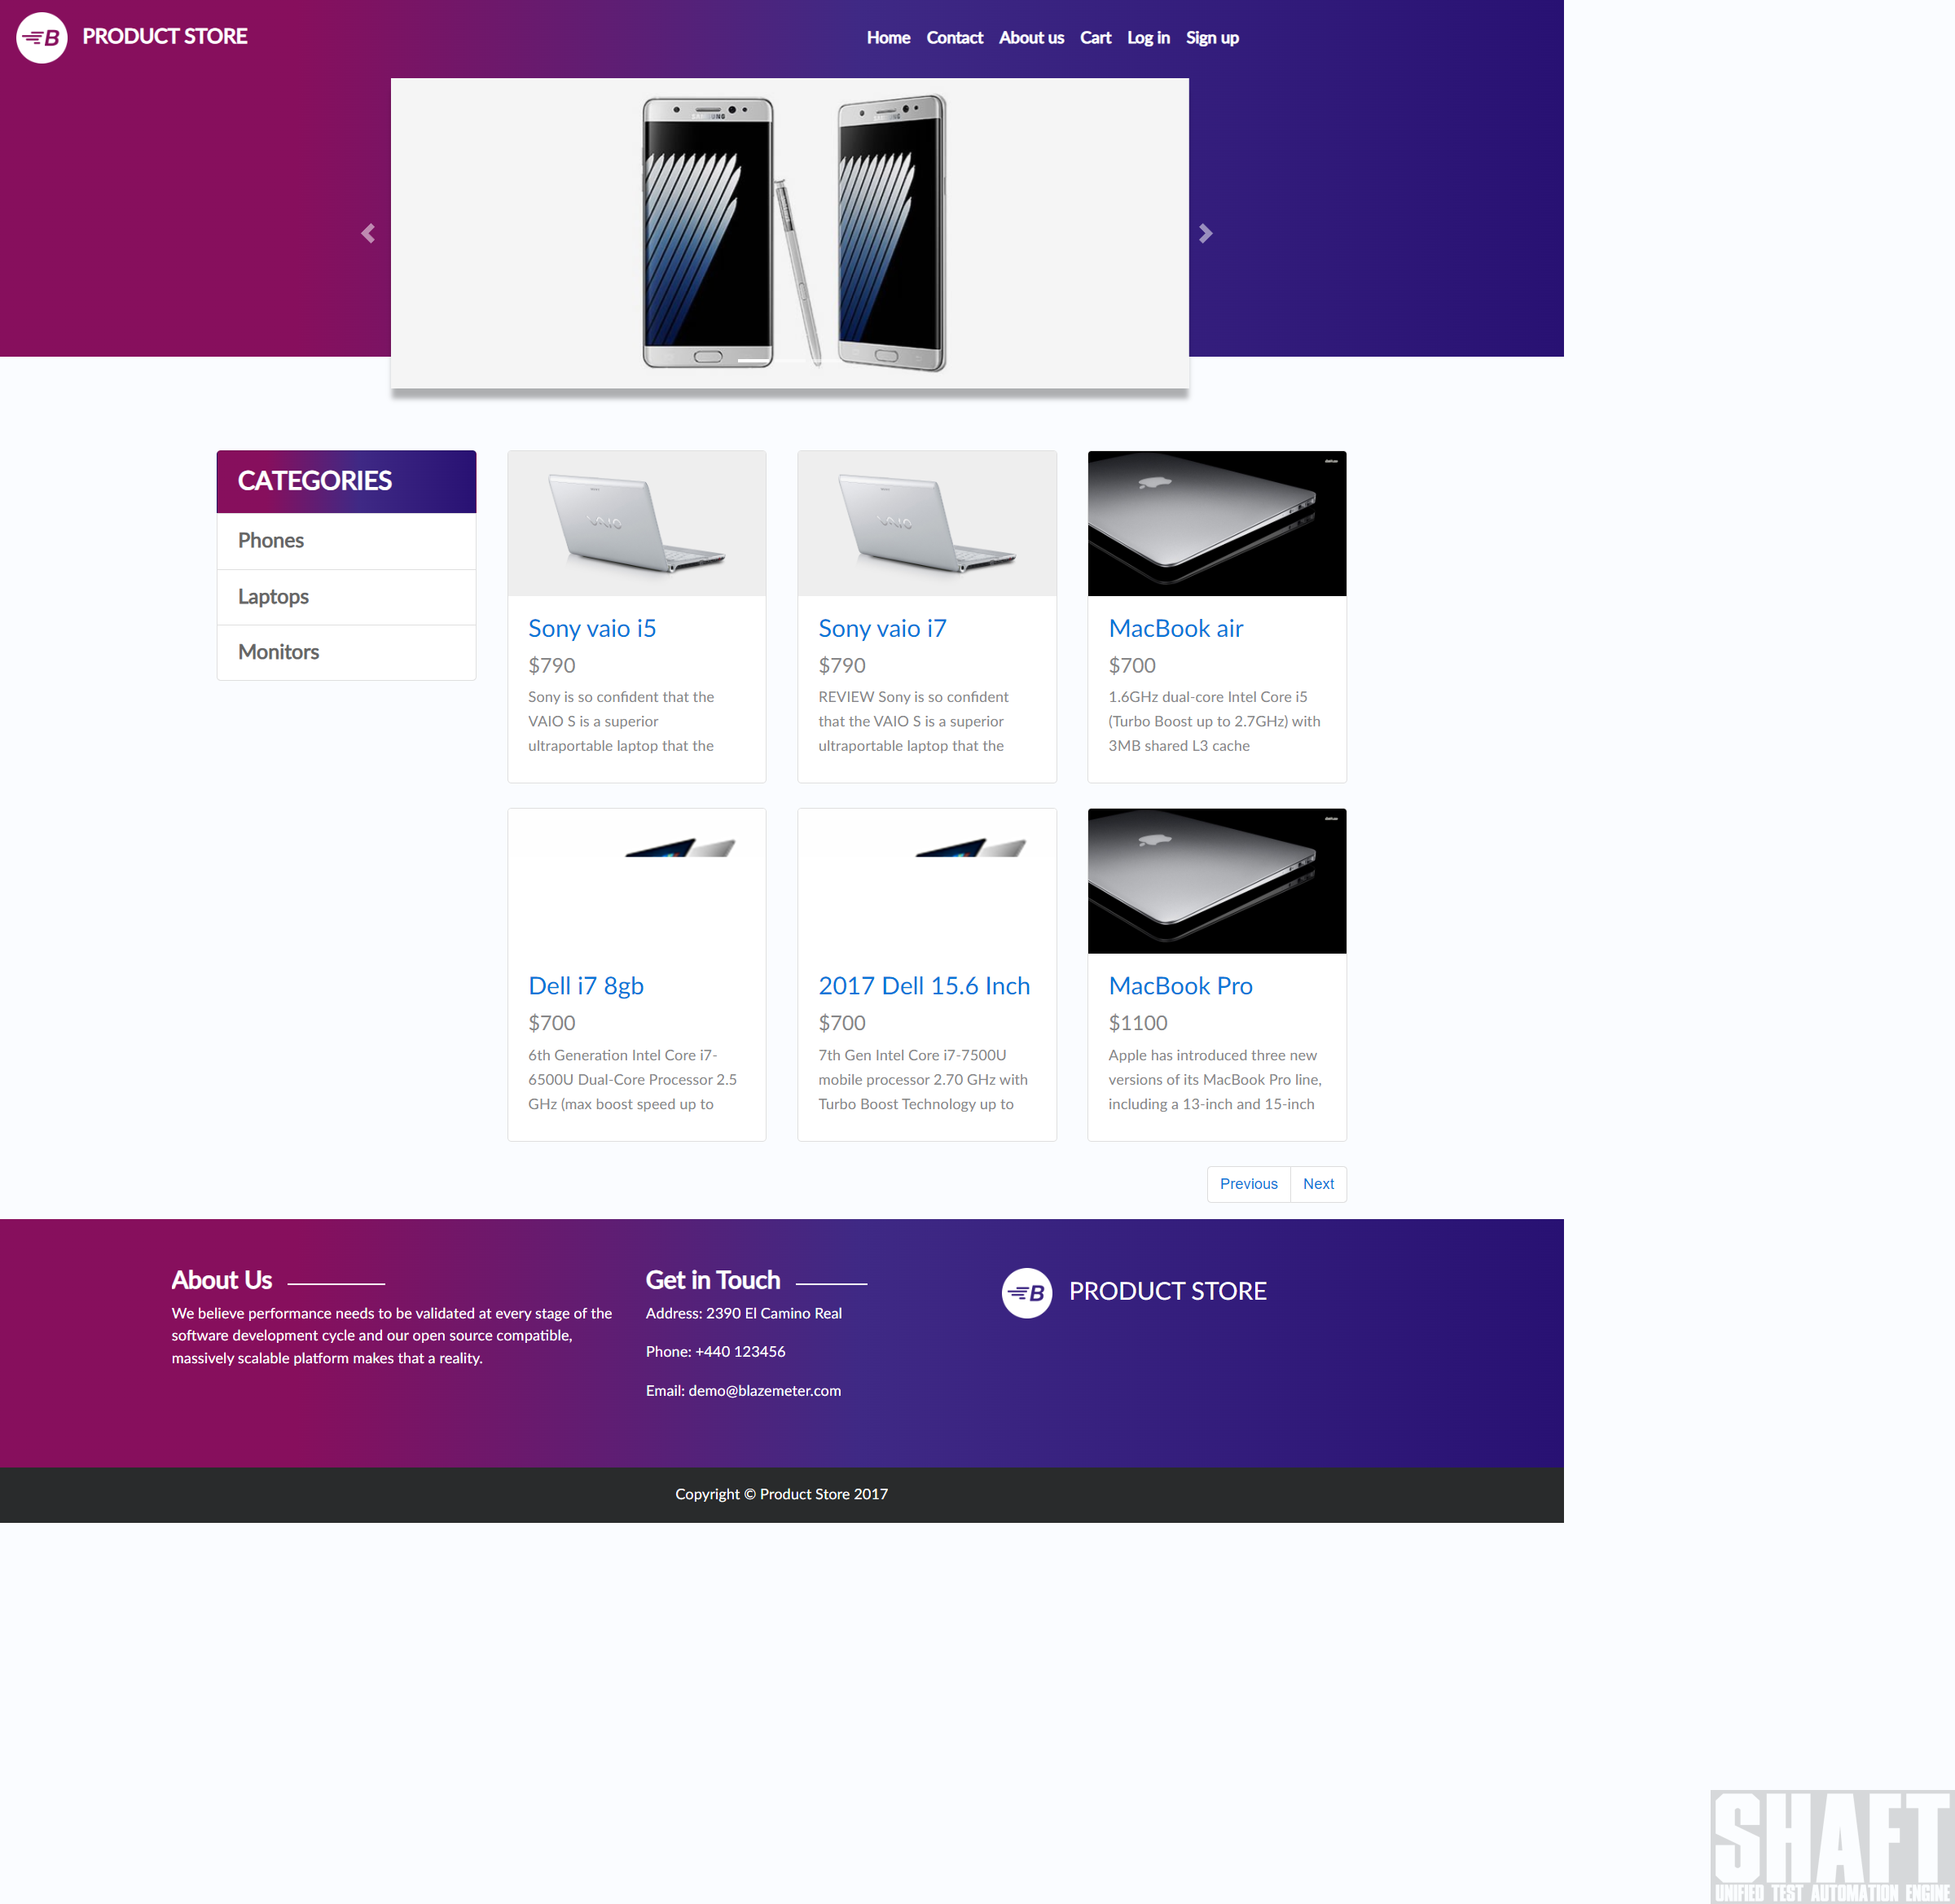 B PRODUCT STORE
Home Contact About us Cart Log in Sign up
SAMSUNG
CATEGORIES
Phones
Laptops
Monitors
VAIO
Sony vaio i5
$790
Sony is so confident that the
VAIO S is a superior
ultraportable laptop that the
VAIO
Sony vaio i7
$790
REVIEW Sony is so confident
that the VAIO S is a superior
ultraportable laptop that the
MacBook air
$700
1.6GHz dual-core Intel Core i5
(Turbo Boost up to 2.7GHz) with
3MB shared L3 cache
Dell i7 8gb
$700
6th Generation Intel Core i7-
6500U Dual-Core Processor 2.5
GHz (max boost speed up to
2017 Dell 15.6 Inch
$700
7th Gen Intel Core i7-7500U
mobile processor 2.70 GHz with
Turbo Boost Technology up to
MacBook Pro
$1100
Apple has introduced three new
versions of its MacBook Pro line,
including a 13-inch and 15-inch
Previous Next
About Us
We believe performance needs to be validated at every stage of the
software development cycle and our open source compatible,
massively scalable platform makes that a reality.
Get in Touch
Address: 2390 El Camino Real
Phone: +440 123456
Email: demo@blazemeter.com
B PRODUCT STORE
Copyright © Product Store 2017
SHAFT
UNIFIED TEST AUTOMATION ENGINE